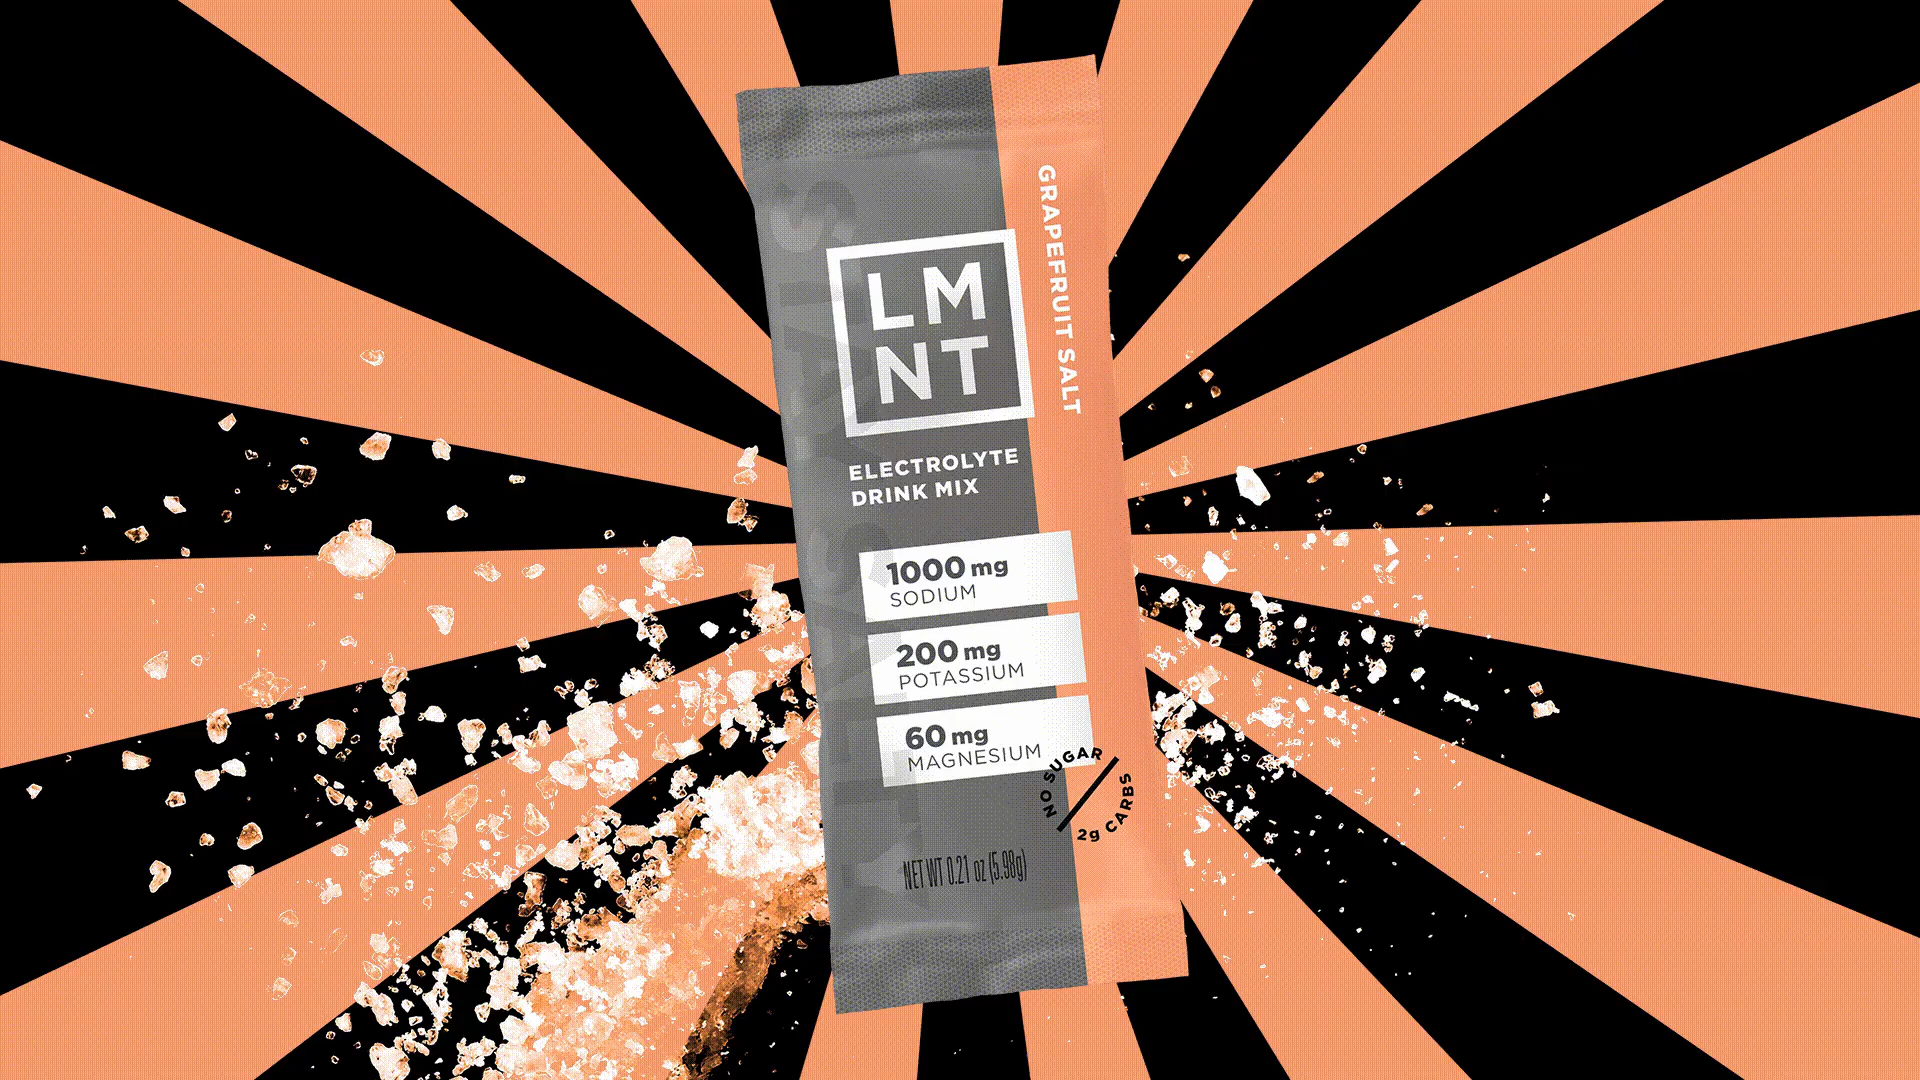 GRAPEFRUIT SALT
LM
NT
ELECTROLYTE
DRINK MIX
1000 mg
SODIUM
200 mg
POTASSIUM
60 mg
MAGNESIUM
NO SUGAR
2g CARBS
NET WT 0.21 oz (5.98g)